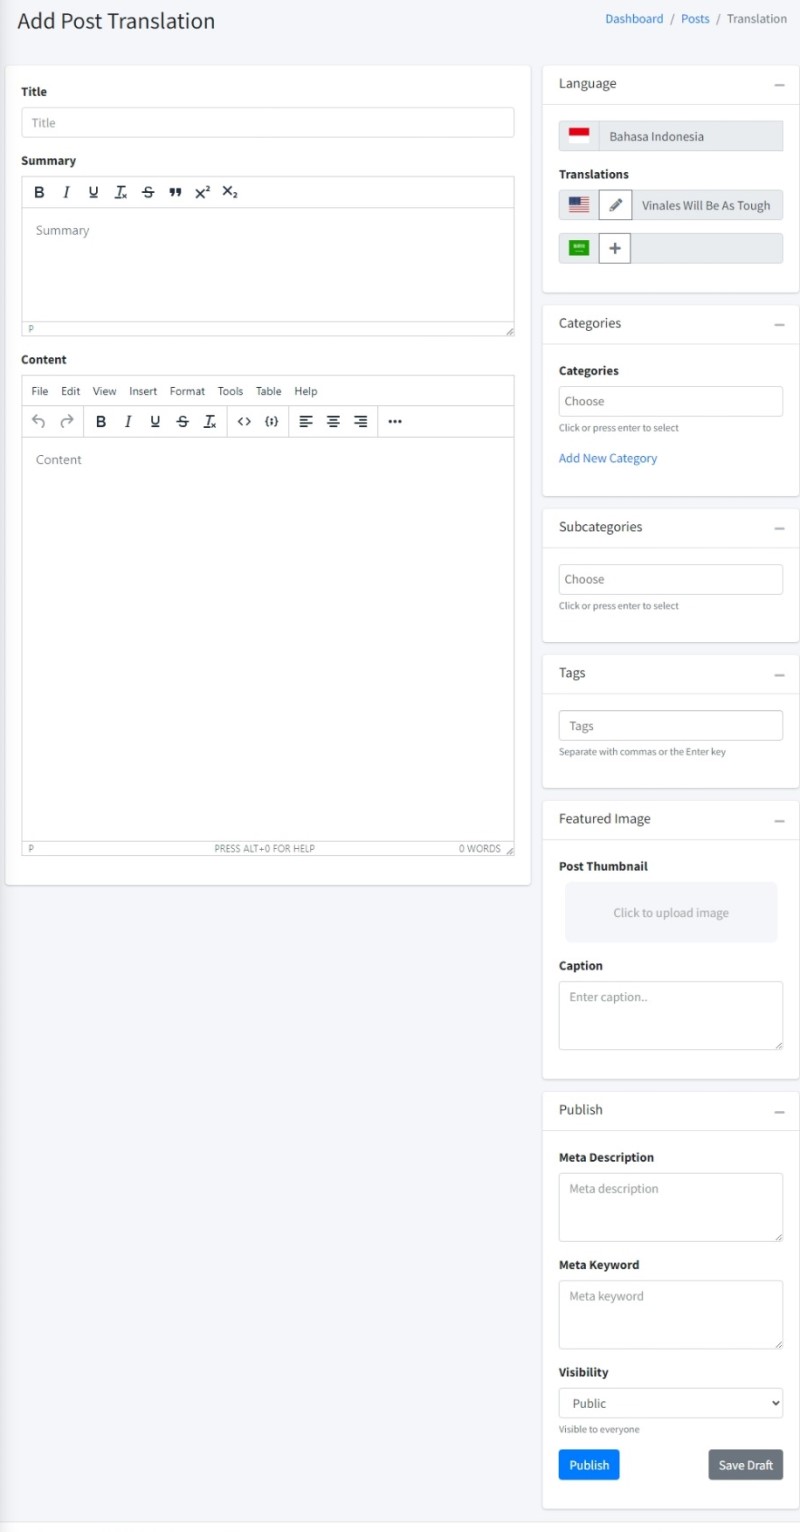 Add Post Translation
Dashboard / Posts / Translation
Title
Title
Summary
B I U Tx S ❞ X² X₂
Summary
P
Content
File Edit View Insert Format Tools Table Help
B I U S Tx <> {;} •••
Content
P PRESS ALT+0 FOR HELP 0 WORDS
Language
Bahasa Indonesia
Translations
Vinales Will Be As Tough
Categories
Categories
Choose
Click or press enter to select
Add New Category
Subcategories
Choose
Click or press enter to select
Tags
Tags
Separate with commas or the Enter key
Featured Image
Post Thumbnail
Click to upload image
Caption
Enter caption..
Publish
Meta Description
Meta description
Meta Keyword
Meta keyword
Visibility
Public
Visible to everyone
Publish Save Draft